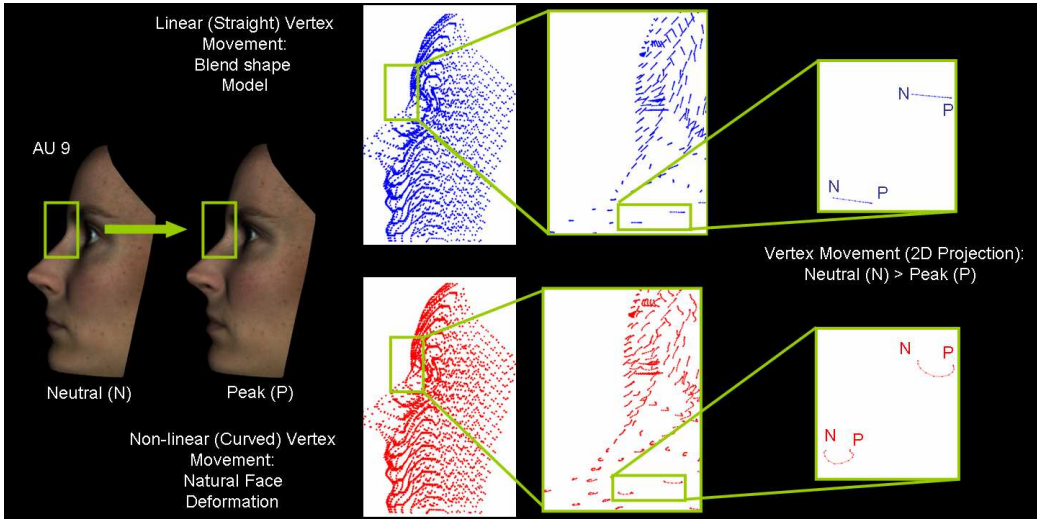 Linear (Straight) Vertex
Movement:
Blend shape
Model
AU 9
Neutral (N)
Peak (P)
Non-linear (Curved) Vertex
Movement:
Natural Face
Deformation
N
P
N
P
Vertex Movement (2D Projection):
Neutral (N) > Peak (P)
N
P
N
P